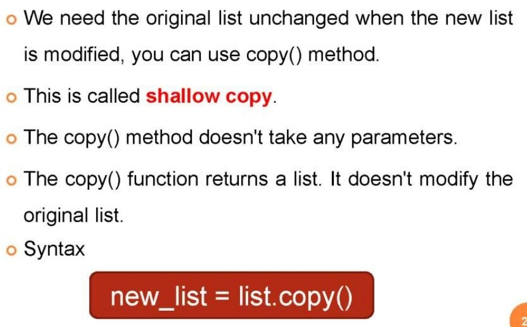 We need the original list unchanged when the new list
is modified, you can use copy() method.
This is called shallow copy.
The copy() method doesn't take any parameters.
The copy() function returns a list. It doesn't modify the
original list.
Syntax
new_list = list.copy()